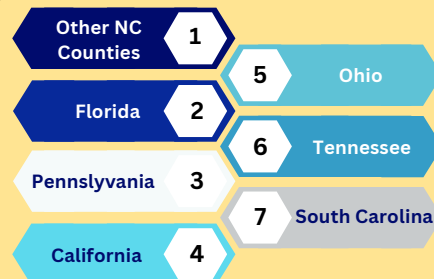 Other NC
Counties
1
Florida
2
Pennslyvania
3
California
4
5
Ohio
6
Tennessee
7
South Carolina